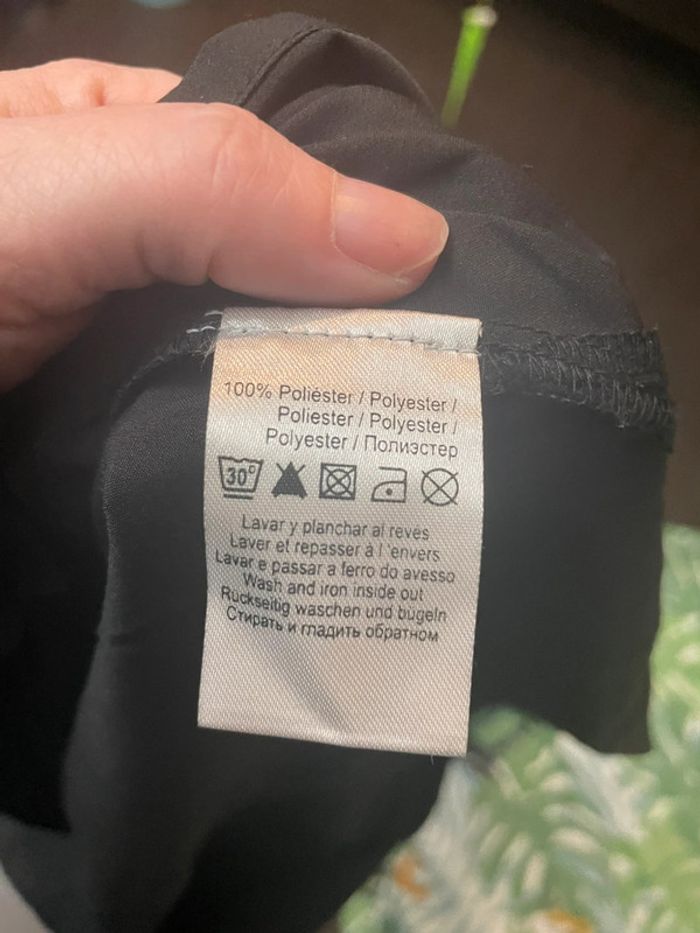 100% Poliéster / Polyester /
Poliester / Polyester /
Polyester / Полиэстер
30°
Lavar y planchar al revés
Laver et repasser à l'envers
Lavar e passar a ferro do avesso
Wash and iron inside out
Rückseitig waschen und bügeln
Стирать и гладить обратном